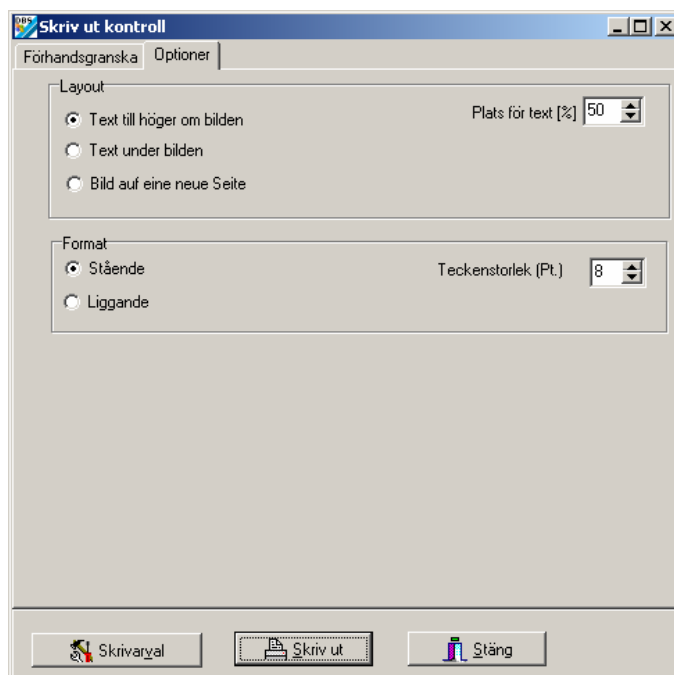 DBS Skriv ut kontroll
Förhandsgranska Optioner
Layout
Text till höger om bilden Plats för text [%] 50
Text under bilden
Bild auf eine neue Seite
Format
Stående Teckenstorlek (Pt.) 8
Liggande
Skrivarval Skriv ut Stäng